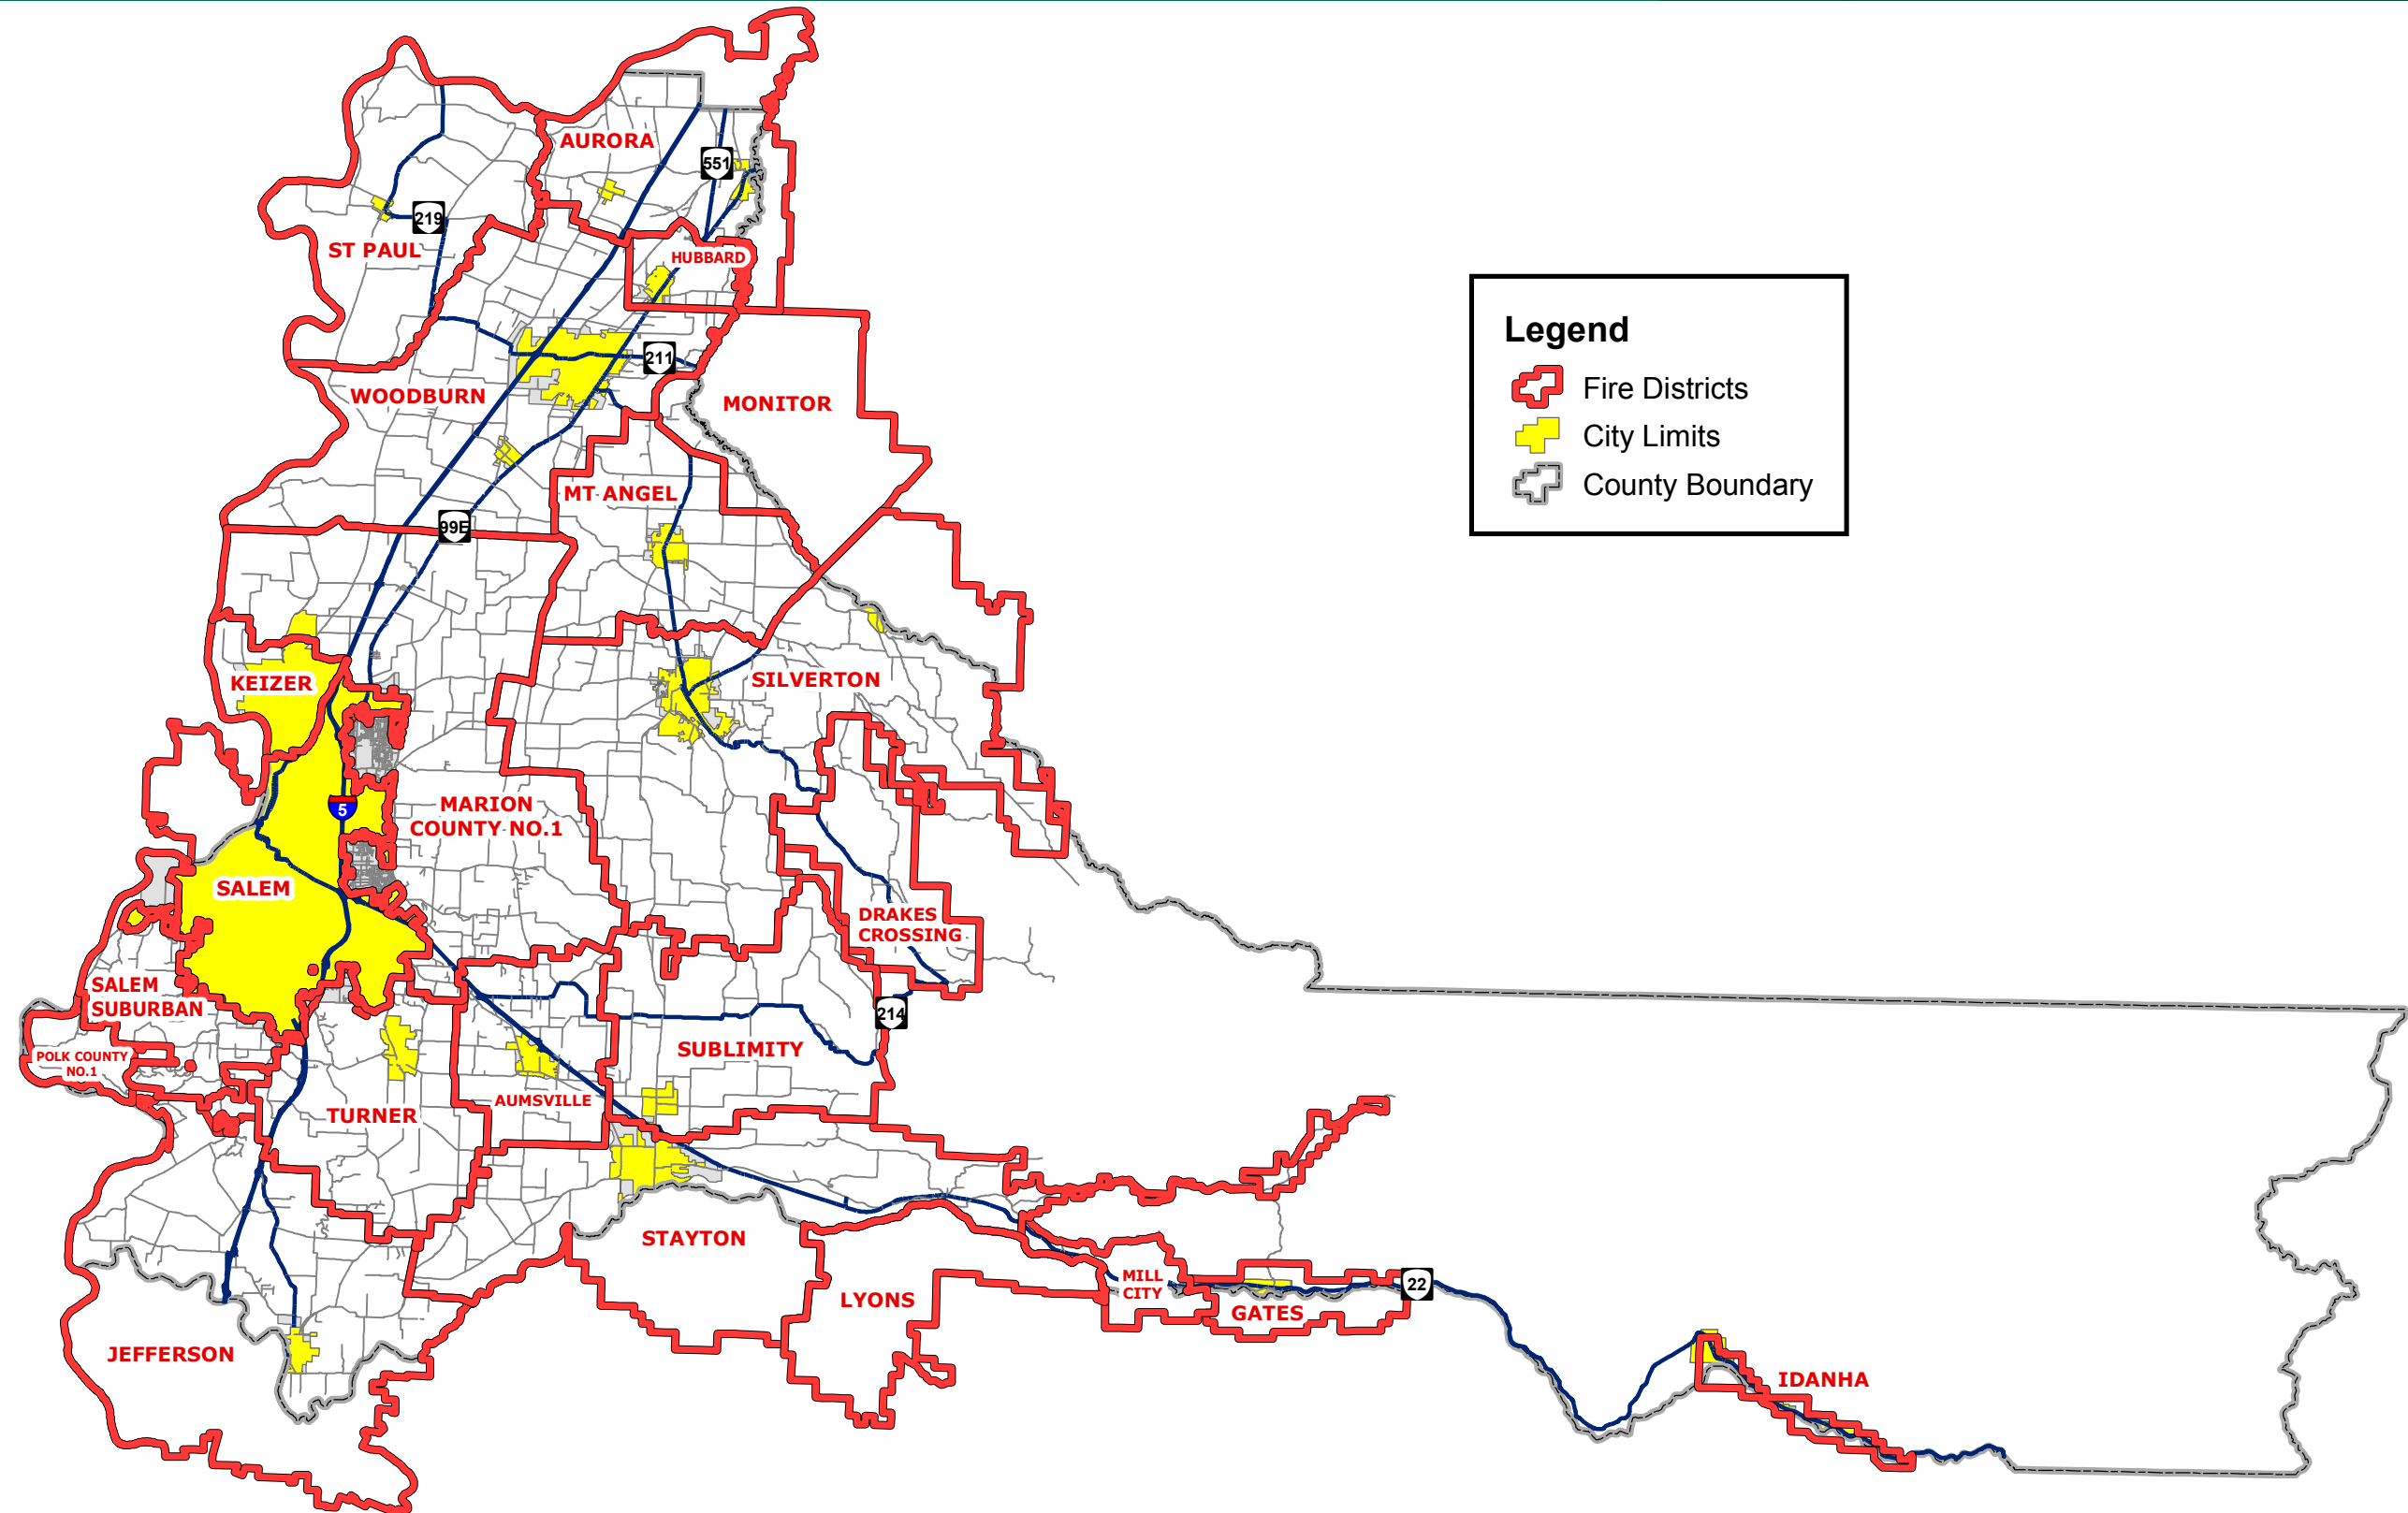 AURORA
551
219
ST PAUL
HUBBARD
Legend
Fire Districts
City Limits
County Boundary
211
WOODBURN
MONITOR
MT ANGEL
99E
KEIZER
SILVERTON
5
MARION
COUNTY NO.1
SALEM
DRAKES
CROSSING
SALEM
SUBURBAN
214
SUBLIMITY
POLK COUNTY
NO.1
AUMSVILLE
TURNER
STAYTON
MILL
CITY
22
LYONS
GATES
JEFFERSON
IDANHA